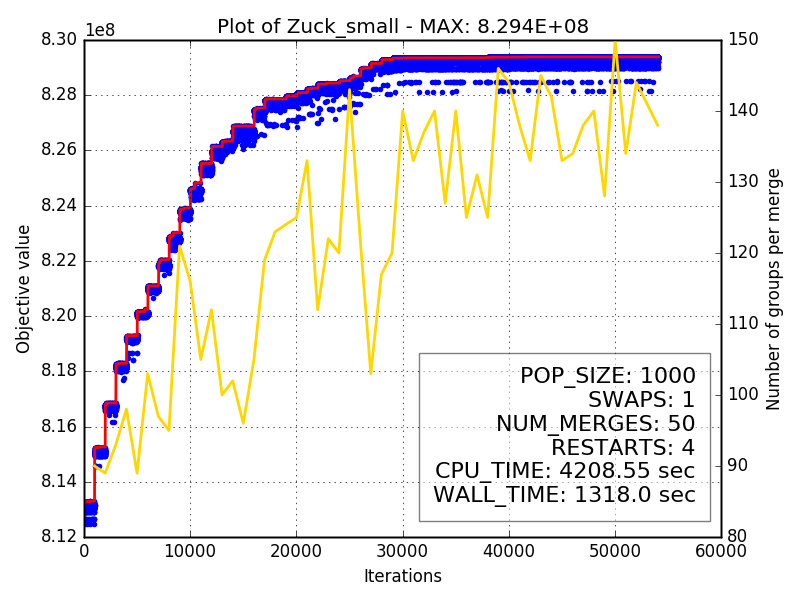 Plot of Zuck_small - MAX: 8.294E+08
1e8
8.30
8.28
8.26
8.24
8.22
8.20
8.18
8.16
8.14
8.12
Objective value
150
140
130
120
110
100
90
80
Number of groups per merge
POP_SIZE: 1000
SWAPS: 1
NUM_MERGES: 50
RESTARTS: 4
CPU_TIME: 4208.55 sec
WALL_TIME: 1318.0 sec
0 10000 20000 30000 40000 50000 60000
Iterations